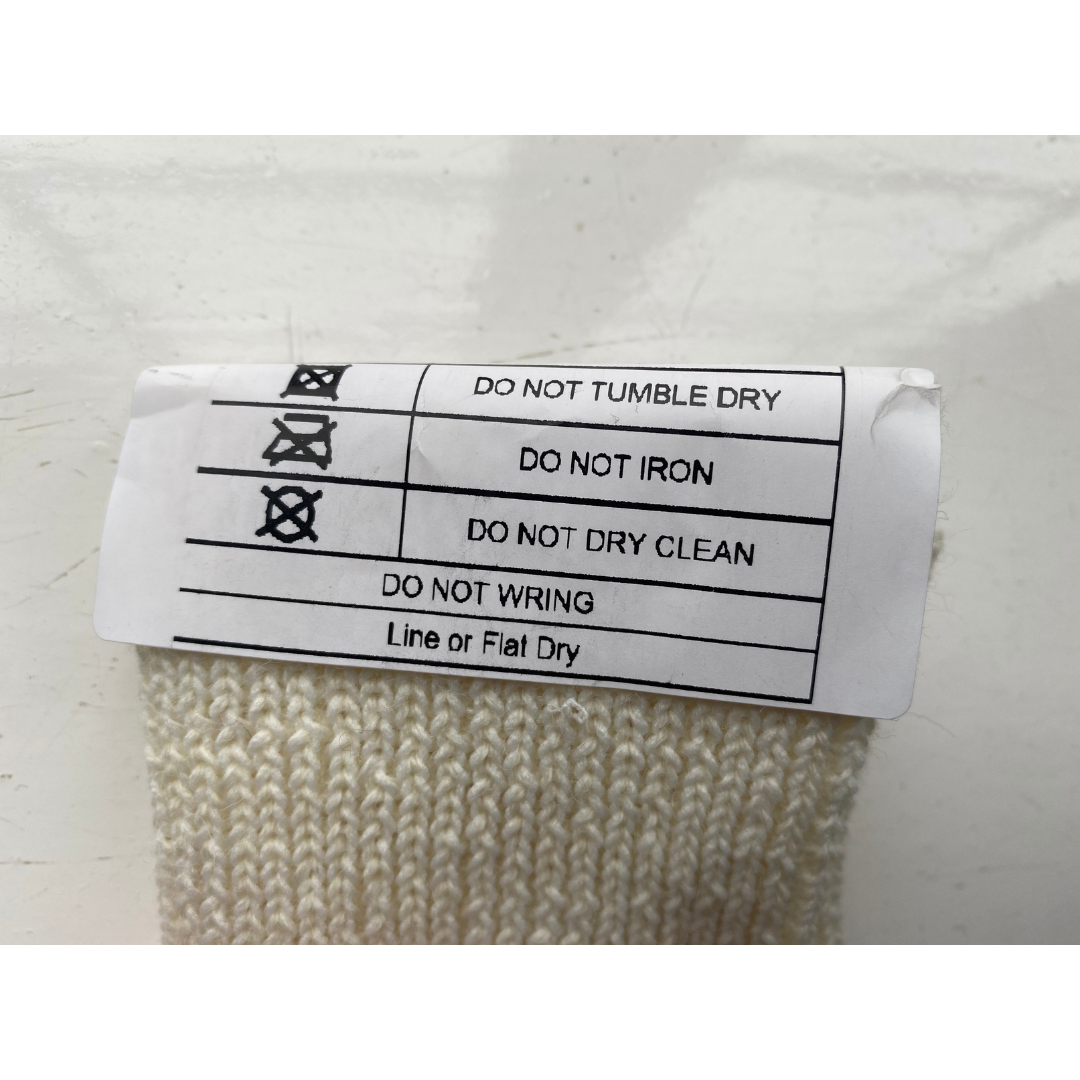 DO NOT TUMBLE DRY
DO NOT IRON
DO NOT DRY CLEAN
DO NOT WRING
Line or Flat Dry